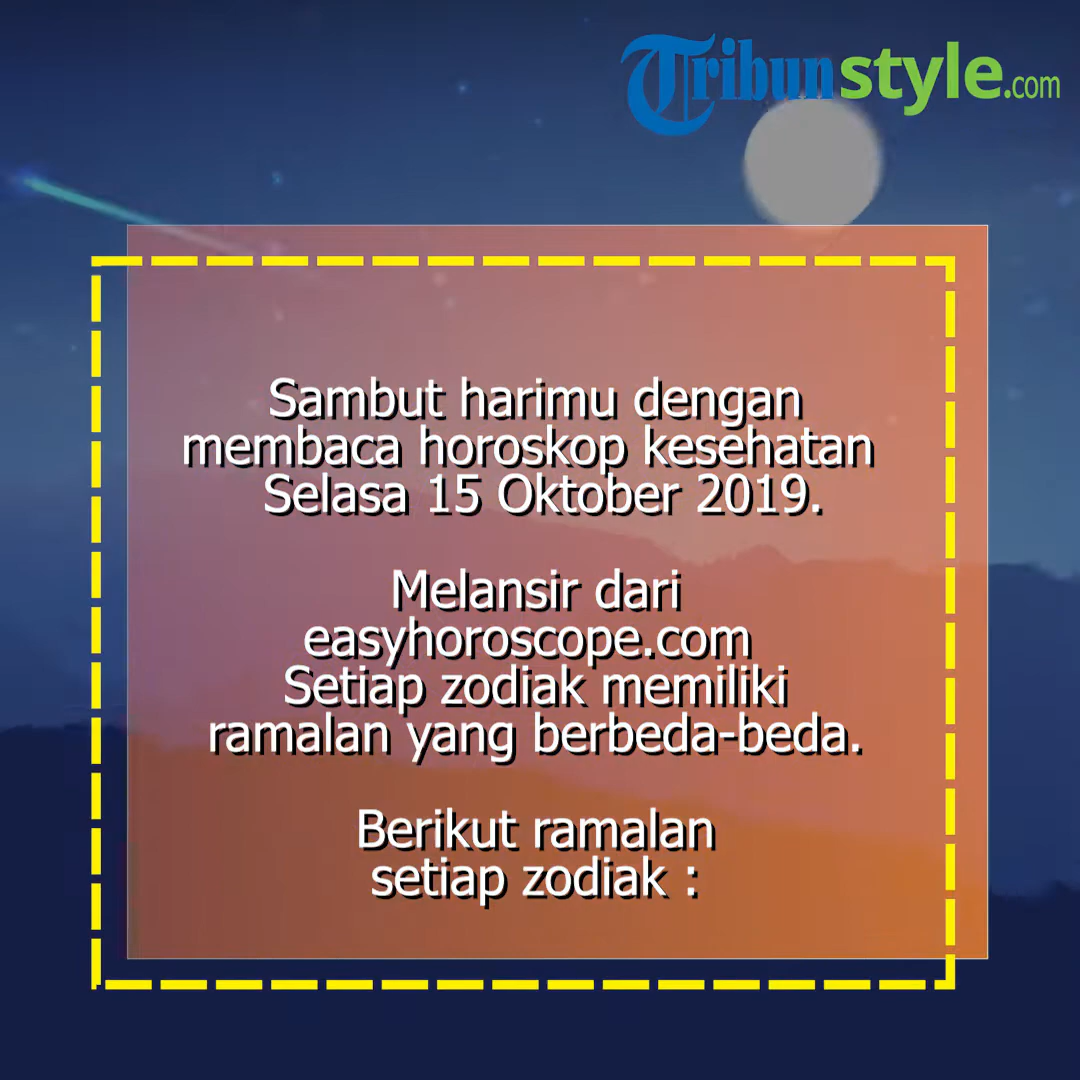 Tribunstyle.com
Sambut harimu dengan
membaca horoskop kesehatan
Selasa 15 Oktober 2019.
Melansir dari
easyhoroscope.com
Setiap zodiak memiliki
ramalan yang berbeda-beda.
Berikut ramalan
setiap zodiak :